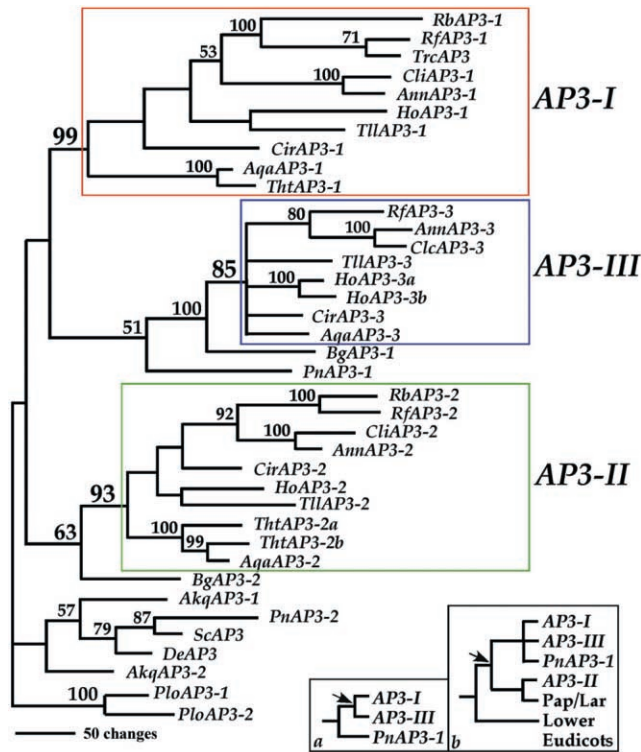 RbAP3-1
100
RfAP3-1
71
TrcAP3
53
CliAP3-1
100
AnnAP3-1
AP3-I
HoAP3-1
TllAP3-1
99
CirAP3-1
AqaAP3-1
100
ThtAP3-1
RfAP3-3
80
AnnAP3-3
100
ClcAP3-3
TllAP3-3
AP3-III
85
HoAP3-3a
100
HoAP3-3b
CirAP3-3
100
AqaAP3-3
51
BgAP3-1
PnAP3-1
RbAP3-2
100
RfAP3-2
92
CliAP3-2
100
AnnAP3-2
CirAP3-2
AP3-II
HoAP3-2
93
TllAP3-2
ThtAP3-2a
100
ThtAP3-2b
99
63
AqaAP3-2
BgAP3-2
AkqAP3-1
57
PnAP3-2
87
79
ScAP3
DeAP3
AkqAP3-2
PloAP3-1
100
PloAP3-2
50 changes
AP3-I
AP3-III
PnAP3-1
a
AP3-I
AP3-III
PnAP3-1
AP3-II
Pap/Lar
Lower
b Eudicots